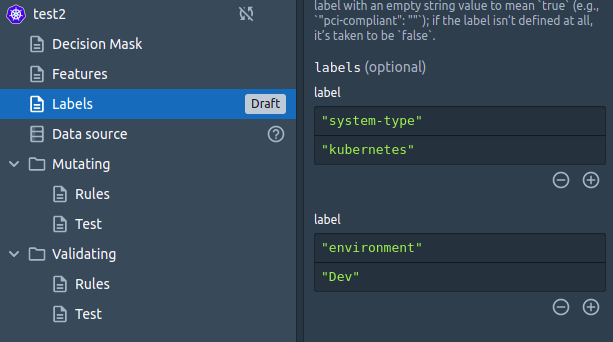 test2
Decision Mask
Features
Labels
Draft
Data source
Mutating
Rules
Test
Validating
Rules
Test
label with an empty string value to mean `true` (e.g.,
`"pci-compliant": ""`); if the label isn't defined at all,
it's taken to be `false`.
labels (optional)
label
"system-type"
"kubernetes"
label
"environment"
"Dev"